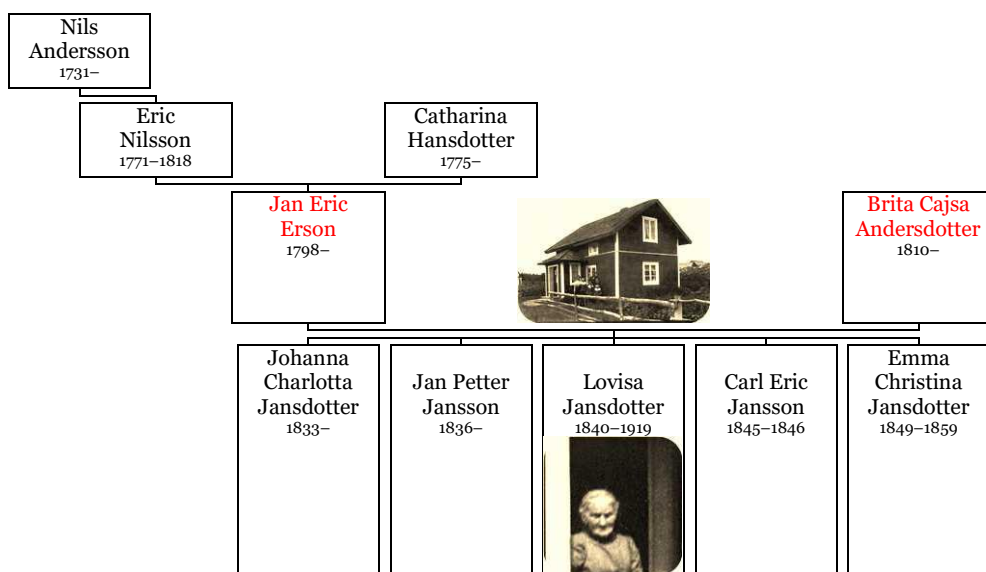 Nils
Andersson
1731–
Eric
Nilsson
1771–1818
Catharina
Hansdotter
1775–
Jan Eric
Erson
1798–
Brita Cajsa
Andersdotter
1810–
Johanna
Charlotta
Jansdotter
1833–
Jan Petter
Jansson
1836–
Lovisa
Jansdotter
1840–1919
Carl Eric
Jansson
1845–1846
Emma
Christina
Jansdotter
1849–1859